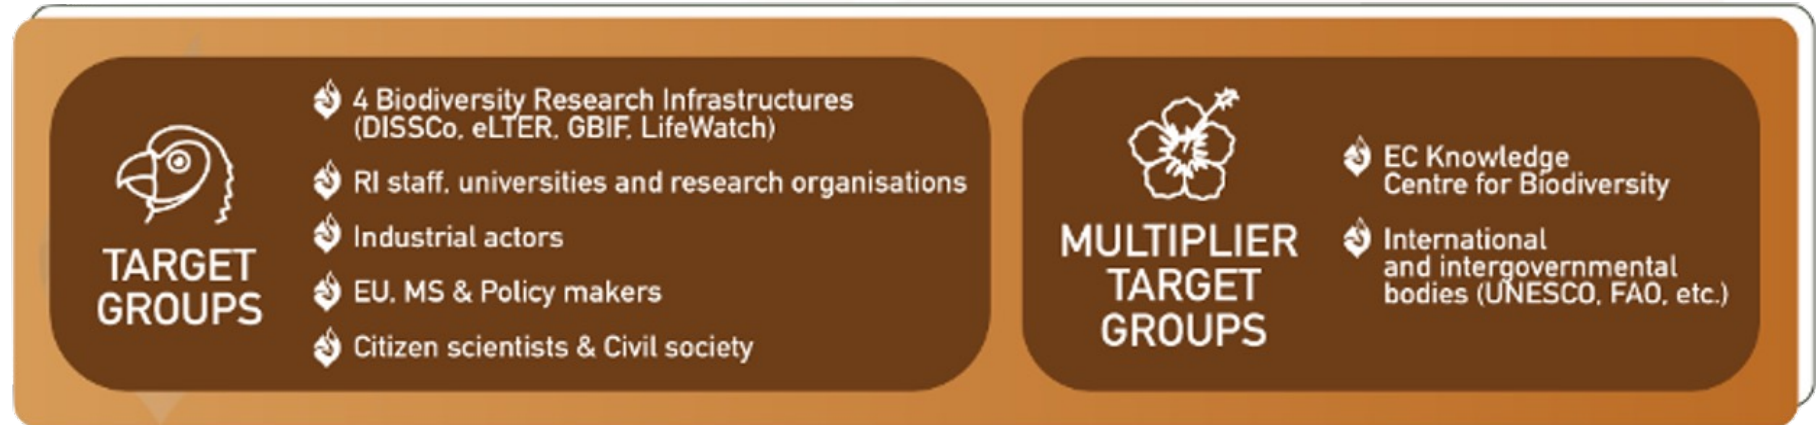 TARGET
GROUPS
4 Biodiversity Research Infrastructures
(DISSCo, eLTER, GBIF, LifeWatch)
RI staff, universities and research organisations
Industrial actors
EU, MS & Policy makers
Citizen scientists & Civil society
MULTIPLIER
TARGET
GROUPS
EC Knowledge
Centre for Biodiversity
International
and intergovernmental
bodies (UNESCO, FAO, etc.)